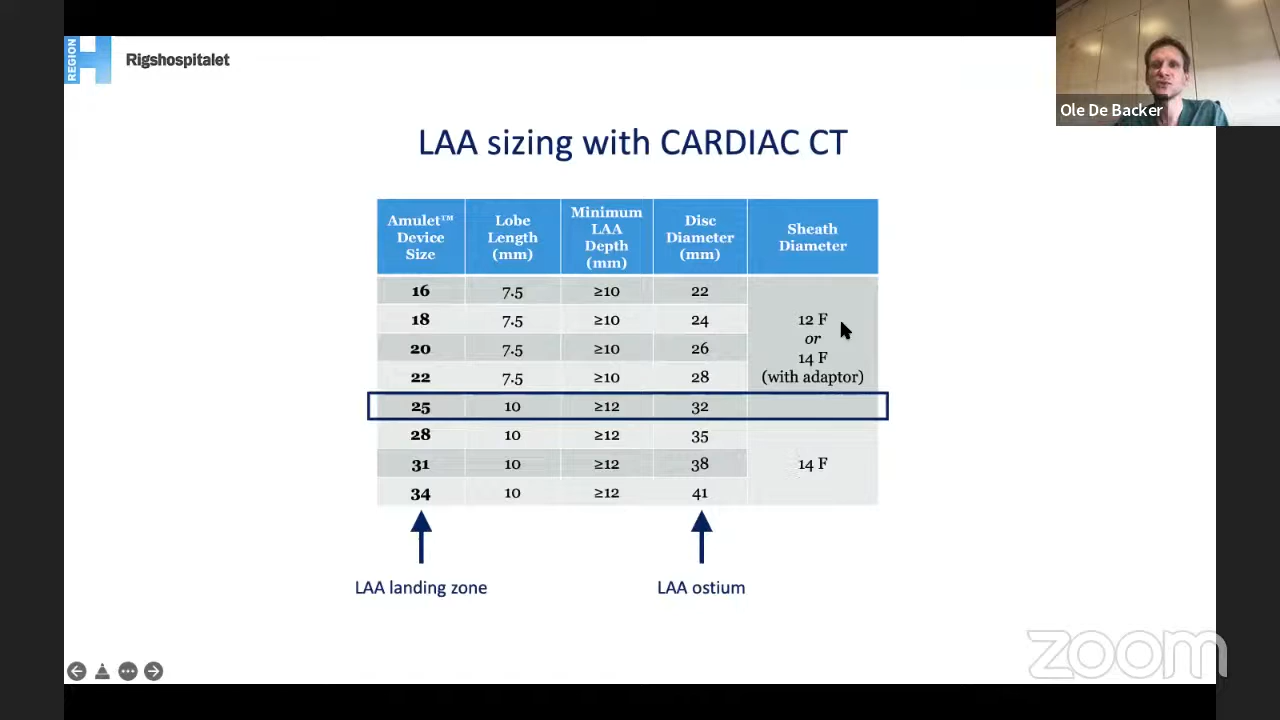 REGION
H
Rigshospitalet
Ole De Backer
LAA sizing with CARDIAC CT
Amulet™ Device Size Lobe Length (mm) Minimum LAA Depth (mm) Disc Diameter (mm) Sheath Diameter
16 7.5 ≥10 22
18 7.5 ≥10 24 12 F
or
20 7.5 ≥10 26 14 F
22 7.5 ≥10 28 (with adaptor)
25 10 ≥12 32
28 10 ≥12 35
31 10 ≥12 38 14 F
34 10 ≥12 41
LAA landing zone LAA ostium
zoom